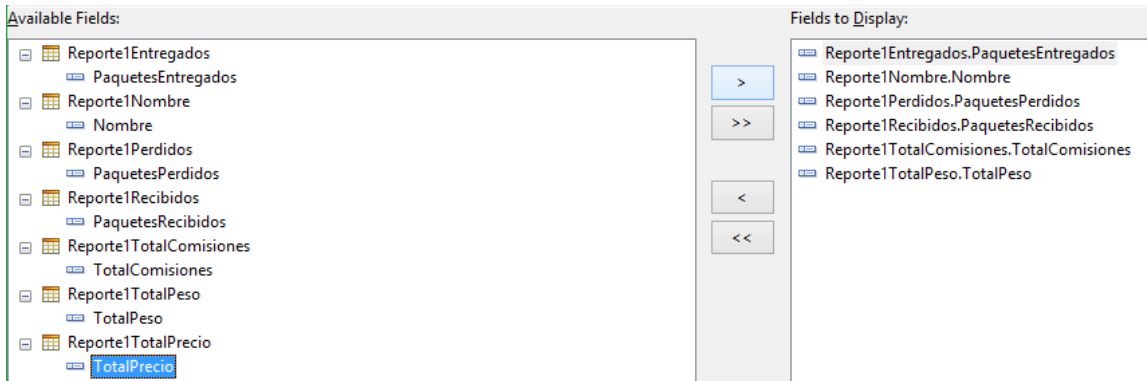 Available Fields:
Reporte1Entregados
PaquetesEntregados
Reporte1Nombre
Nombre
Reporte1Perdidos
PaquetesPerdidos
Reporte1Recibidos
PaquetesRecibidos
Reporte1TotalComisiones
TotalComisiones
Reporte1TotalPeso
TotalPeso
Reporte1TotalPrecio
TotalPrecio
>
>>
<
<<
Fields to Display:
Reporte1Entregados.PaquetesEntregados
Reporte1Nombre.Nombre
Reporte1Perdidos.PaquetesPerdidos
Reporte1Recibidos.PaquetesRecibidos
Reporte1TotalComisiones.TotalComisiones
Reporte1TotalPeso.TotalPeso